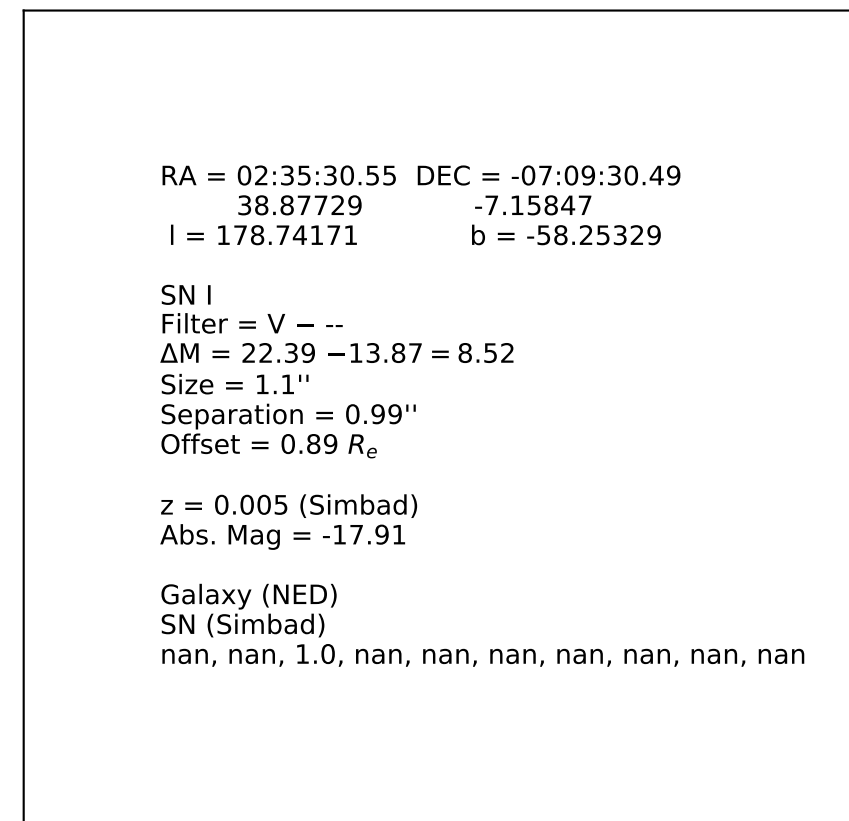 RA = 02:35:30.55  DEC = -07:09:30.49
38.87729  -7.15847
l = 178.74171  b = -58.25329
SN I
Filter = V − --
ΔM = 22.39 −13.87 = 8.52
Size = 1.1''
Separation = 0.99''
Offset = 0.89 Rₑ
z = 0.005 (Simbad)
Abs. Mag = -17.91
Galaxy (NED)
SN (Simbad)
nan, nan, 1.0, nan, nan, nan, nan, nan, nan, nan